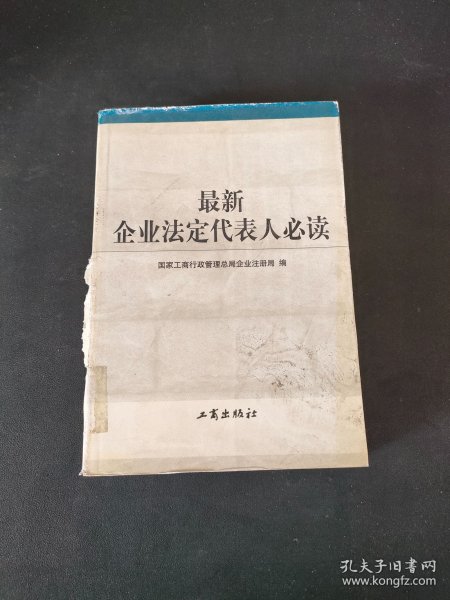 最新
企业法定代表人必读
国家工商行政管理总局企业注册局 编
工商出版社
孔夫子旧书网
www.kongfz.com